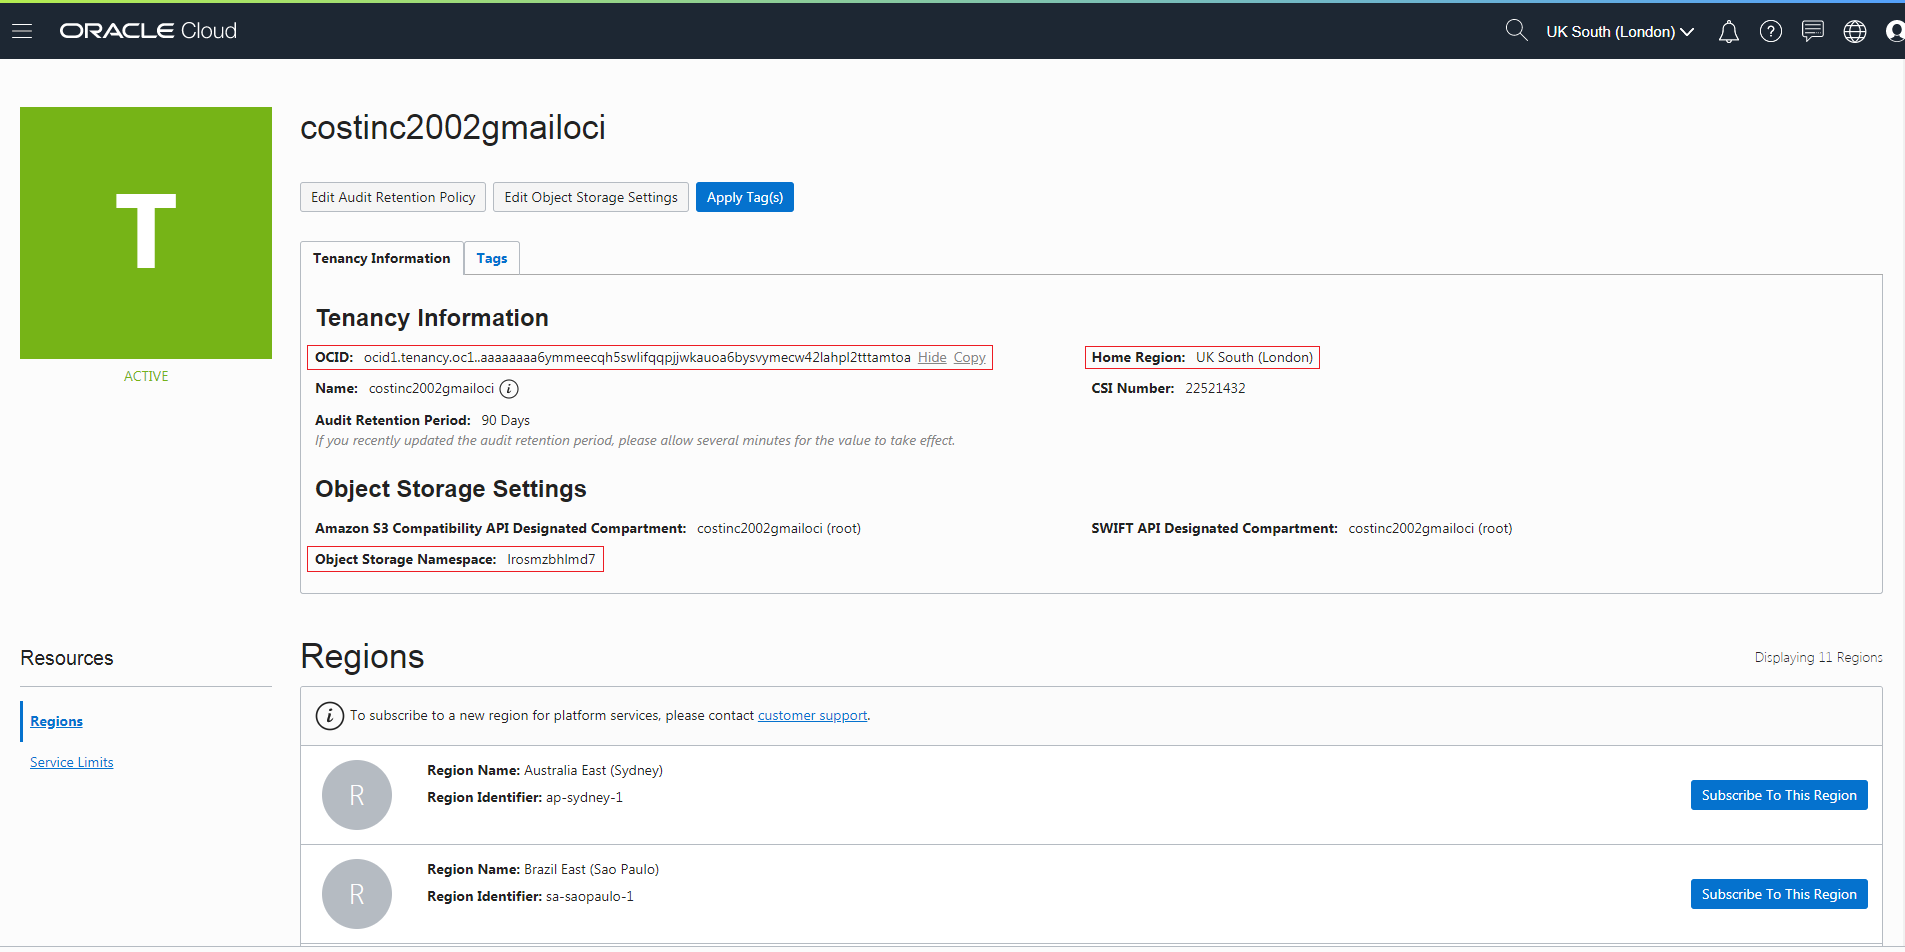 ORACLE Cloud
UK South (London)
T
ACTIVE
costinc2002gmailoci
Edit Audit Retention Policy Edit Object Storage Settings Apply Tag(s)
Tenancy Information Tags
Tenancy Information
OCID: ocid1.tenancy.oc1..aaaaaaaa6ymmeecqh5swlifqqpjjwkauoa6bysvymecw42lahpl2tttamtoa Hide Copy
Home Region: UK South (London)
Name: costinc2002gmailoci
CSI Number: 22521432
Audit Retention Period: 90 Days
If you recently updated the audit retention period, please allow several minutes for the value to take effect.
Object Storage Settings
Amazon S3 Compatibility API Designated Compartment: costinc2002gmailoci (root)
SWIFT API Designated Compartment: costinc2002gmailoci (root)
Object Storage Namespace: lrosmzbhlmd7
Resources
Regions
Service Limits
Regions
Displaying 11 Regions
To subscribe to a new region for platform services, please contact customer support.
R
Region Name: Australia East (Sydney)
Region Identifier: ap-sydney-1
Subscribe To This Region
R
Region Name: Brazil East (Sao Paulo)
Region Identifier: sa-saopaulo-1
Subscribe To This Region